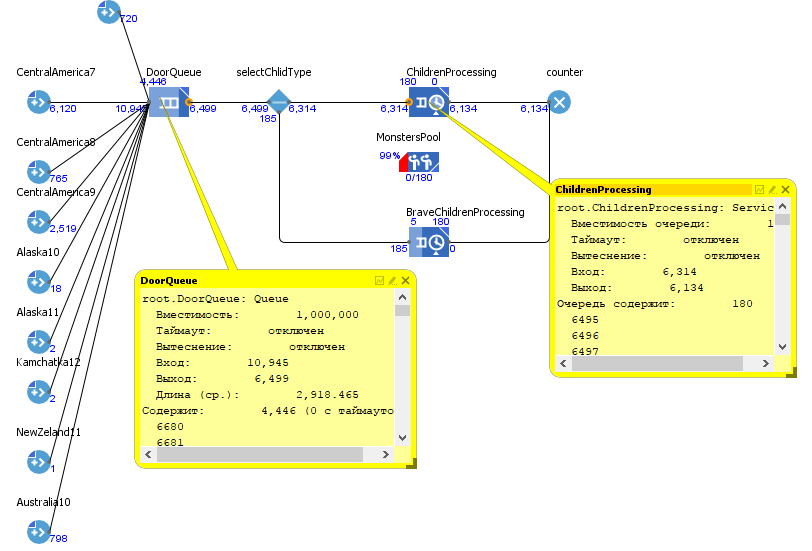 720
CentralAmerica7
DoorQueue
selectChlidType
ChildrenProcessing
counter
4,446
180
0
6,120
10,945
6,499
6,499
6,314
6,314
6,134
6,134
185
MonstersPool
99%
0/180
CentralAmerica8
765
CentralAmerica9
2,519
BraveChildrenProcessing
5
180
185
0
Alaska10
18
Alaska11
2
Kamchatka12
2
NewZeland11
1
Australia10
798
DoorQueue
root.DoorQueue: Queue
Вместимость: 1,000,000
Таймаут: отключен
Вытеснение: отключен
Вход: 10,945
Выход: 6,499
Длина (ср.): 2,918.465
Содержит: 4,446 (0 с таймауто
6680
6681
ChildrenProcessing
root.ChildrenProcessing: Servic
Вместимость очереди: 1
Таймаут: отключен
Вытеснение: отключен
Вход: 6,314
Выход: 6,134
Очередь содержит: 180
6495
6496
6497